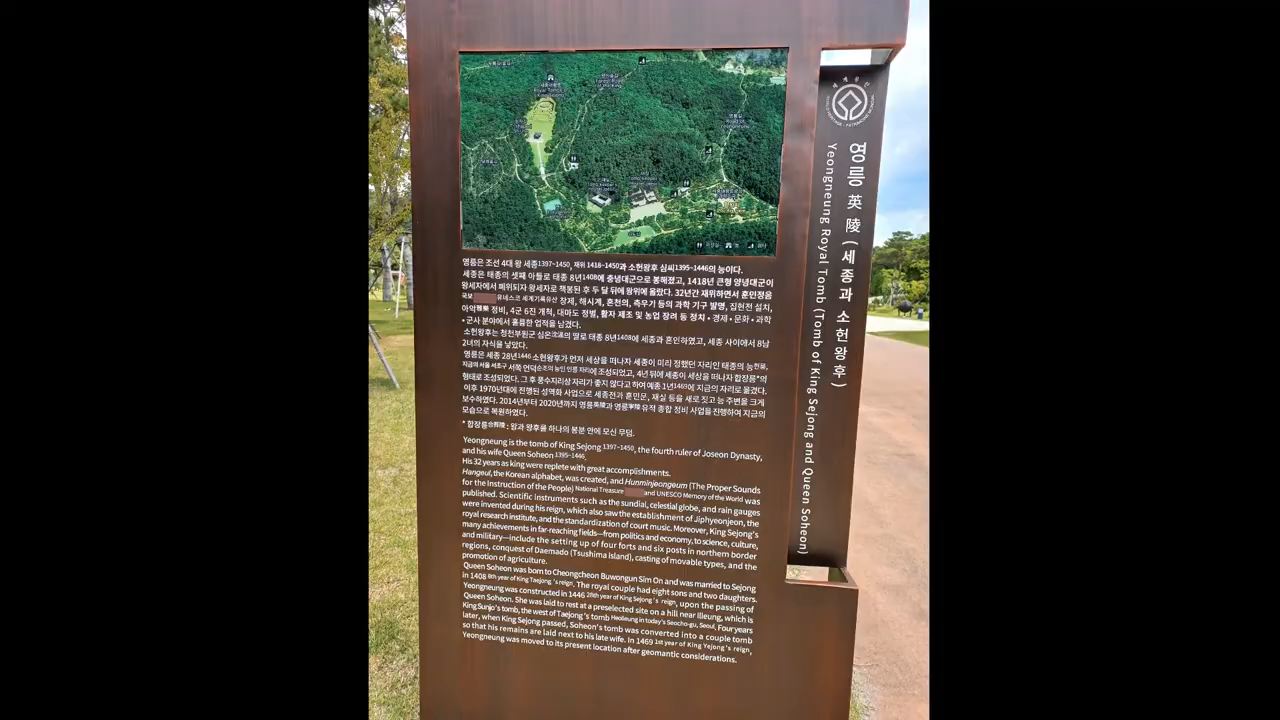 영릉은 조선 4대 왕 세종1397~1450, 재위 1418~1450과 소헌왕후 심씨1395~1446의 능이다.
세종은 태종의 셋째 아들로 태종 8년1408에 충녕대군으로 봉해졌고, 1418년 큰형 양녕대군이
왕세자에서 폐위되자 왕세자로 책봉된 후 두 달 뒤에 왕위에 올랐다. 32년간 재위하면서 훈민정음
국보 유네스코 세계기록유산 창제, 해시계, 혼천의, 측우기 등의 과학 기구 발명, 집현전 설치,
아악雅樂 정비, 4군 6진 개척, 대마도 정벌, 활자 제조 및 농업 장려 등 정치·경제·문화·과학
·군사 분야에서 훌륭한 업적을 남겼다.
소헌왕후는 청천부원군 심온沈溫의 딸로 태종 8년1408에 세종과 혼인하였고, 세종 사이에서 8남
2녀의 자식을 낳았다.
영릉은 세종 28년1446 소헌왕후가 먼저 세상을 떠나자 세종이 미리 정했던 자리인 태종의 능헌릉,
지금의 서울 서초구 서쪽 언덕순조의 능인 인릉 자리에 조성되었고, 4년 뒤에 세종이 세상을 떠나자 합장릉*의
형태로 조성되었다. 그 후 풍수지리상 자리가 좋지 않다고 하여 예종 1년1469에 지금의 자리로 옮겼다.
이후 1970년대에 진행된 성역화 사업으로 세종전과 훈민문, 재실 등을 새로 짓고 능 주변을 크게
보수하였다. 2014년부터 2020년까지 영릉英陵과 영릉寧陵 유적 종합 정비 사업을 진행하여 지금의
모습으로 복원하였다.
* 합장릉合葬陵 : 왕과 왕후를 하나의 봉분 안에 모신 무덤.
Yeongneung is the tomb of King Sejong 1397~1450, the fourth ruler of Joseon Dynasty,
and his wife Queen Soheon 1395~1446.
His 32 years as king were replete with great accomplishments.
Hangeul, the Korean alphabet, was created, and Hunminjeongeum (The Proper Sounds
for the Instruction of the People) National Treasure and UNESCO Memory of the World was
published. Scientific instruments such as the sundial, celestial globe, and rain gauges
were invented during his reign, which also saw the establishment of Jiphyeonjeon, the
royal research institute, and the standardization of court music. Moreover, King Sejong's
many achievements in far-reaching fields—from politics and economy, to science, culture,
and military—include the setting up of four forts and six posts in northern border
regions, conquest of Daemado (Tsushima Island), casting of movable types, and the
promotion of agriculture.
Queen Soheon was born to Cheongcheon Buwongun Sim On and was married to Sejong
in 1408 8th year of King Taejong's reign. The royal couple had eight sons and two daughters.
Yeongneung was constructed in 1446 28th year of King Sejong's reign, upon the passing of
Queen Soheon. She was laid to rest at a preselected site on a hill near Illeung, which is
King Sunjo's tomb, the west of Taejong's tomb Heolleung in today's Seocho-gu, Seoul. Four years
later, when King Sejong passed, Soheon's tomb was converted into a couple tomb
so that his remains are laid next to his late wife. In 1469 1st year of King Yejong's reign,
Yeongneung was moved to its present location after geomantic considerations.
영릉 英陵 (세종과 소헌왕후)
Yeongneung Royal Tomb (Tomb of King Sejong and Queen Soheon)